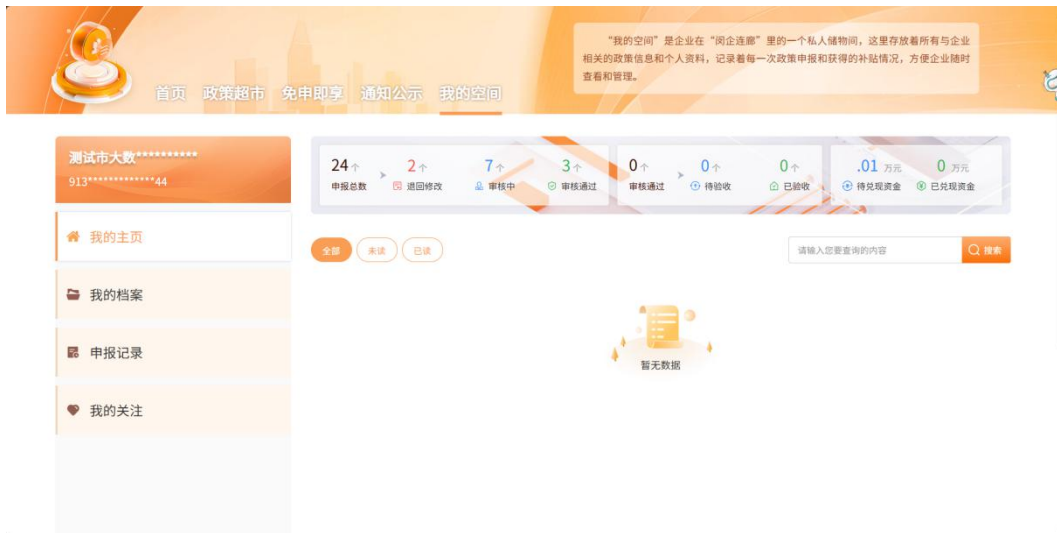 “我的空间”是企业在“闵企连廊”里的一个私人储物间，这里存放着所有与企业
相关的政策信息和个人资料，记录着每一次政策申报和获得的补贴情况，方便企业随时
查看和管理。
首页 政策超市 免申即享 通知公示 我的空间
测试市大数**********
913*************44
24个 2个 7个 3个 0个 0个 0个 .01 万元 0 万元
申报总数 退回修改 审核中 审核通过 审核通过 待验收 已验收 待兑现资金 已兑现资金
我的主页
全部 未读 已读 请输入您要查询的内容 搜索
我的档案
申报记录
暂无数据
我的关注